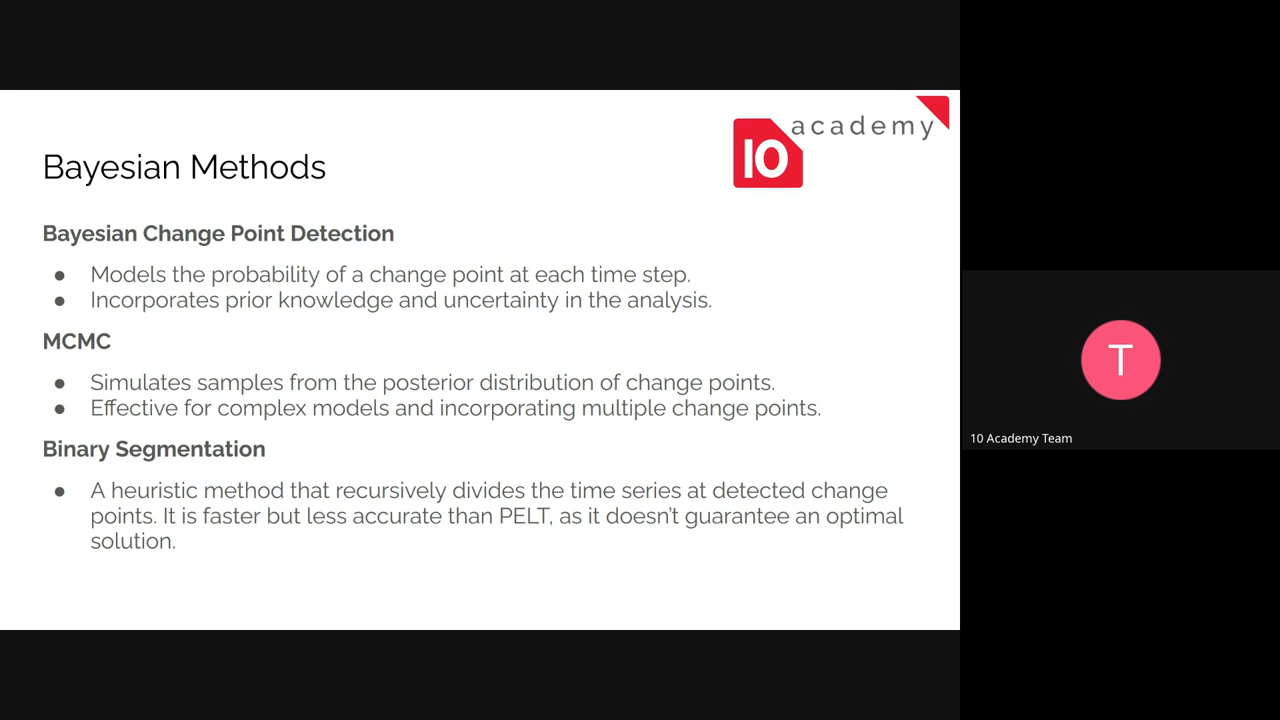 10 academy
Bayesian Methods
Bayesian Change Point Detection
● Models the probability of a change point at each time step.
● Incorporates prior knowledge and uncertainty in the analysis.
MCMC
● Simulates samples from the posterior distribution of change points.
● Effective for complex models and incorporating multiple change points.
Binary Segmentation
● A heuristic method that recursively divides the time series at detected change
points. It is faster but less accurate than PELT, as it doesn't guarantee an optimal
solution.
T
10 Academy Team